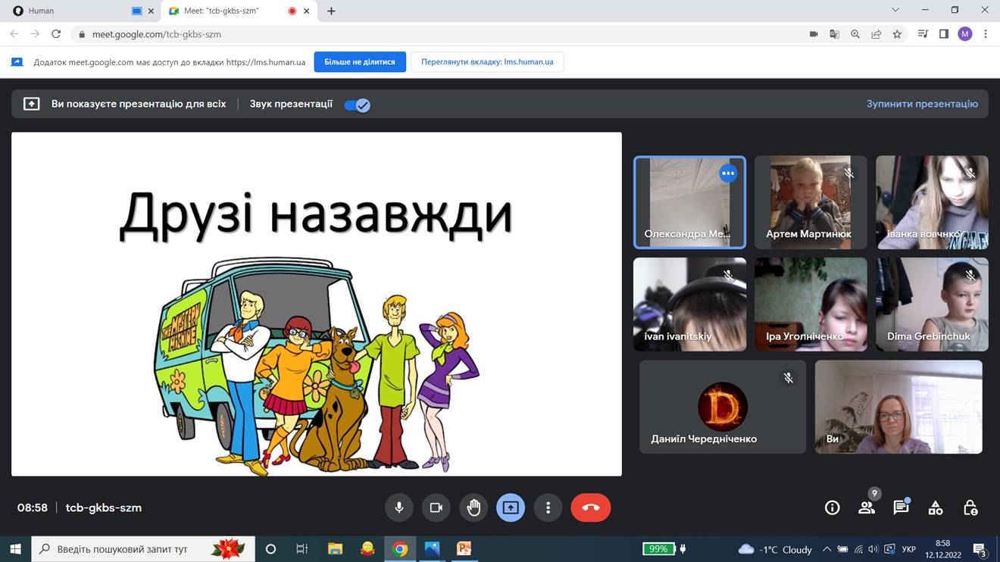 Human
Meet: "tcb-gkbs-szm"
meet.google.com/tcb-gkbs-szm
M
Додаток meet.google.com має доступ до вкладки https://lms.human.ua
Більше не ділитися
Переглянути вкладку: lms.human.ua
Ви показуєте презентацію для всіх
Звук презентації
Зупинити презентацію
Друзі назавжди
THE MYSTERY MACHINE
Олександра Ме...
Артем Мартинюк
іванка вовчнко
ivan ivanitskiy
Іра Уголніченко
Dima Grebinchuk
D
Даниїл Чередніченко
Ви
08:58
tcb-gkbs-szm
9
Введіть пошуковий запит тут
99%
-1°C Cloudy
УКР
8:58
12.12.2022
3